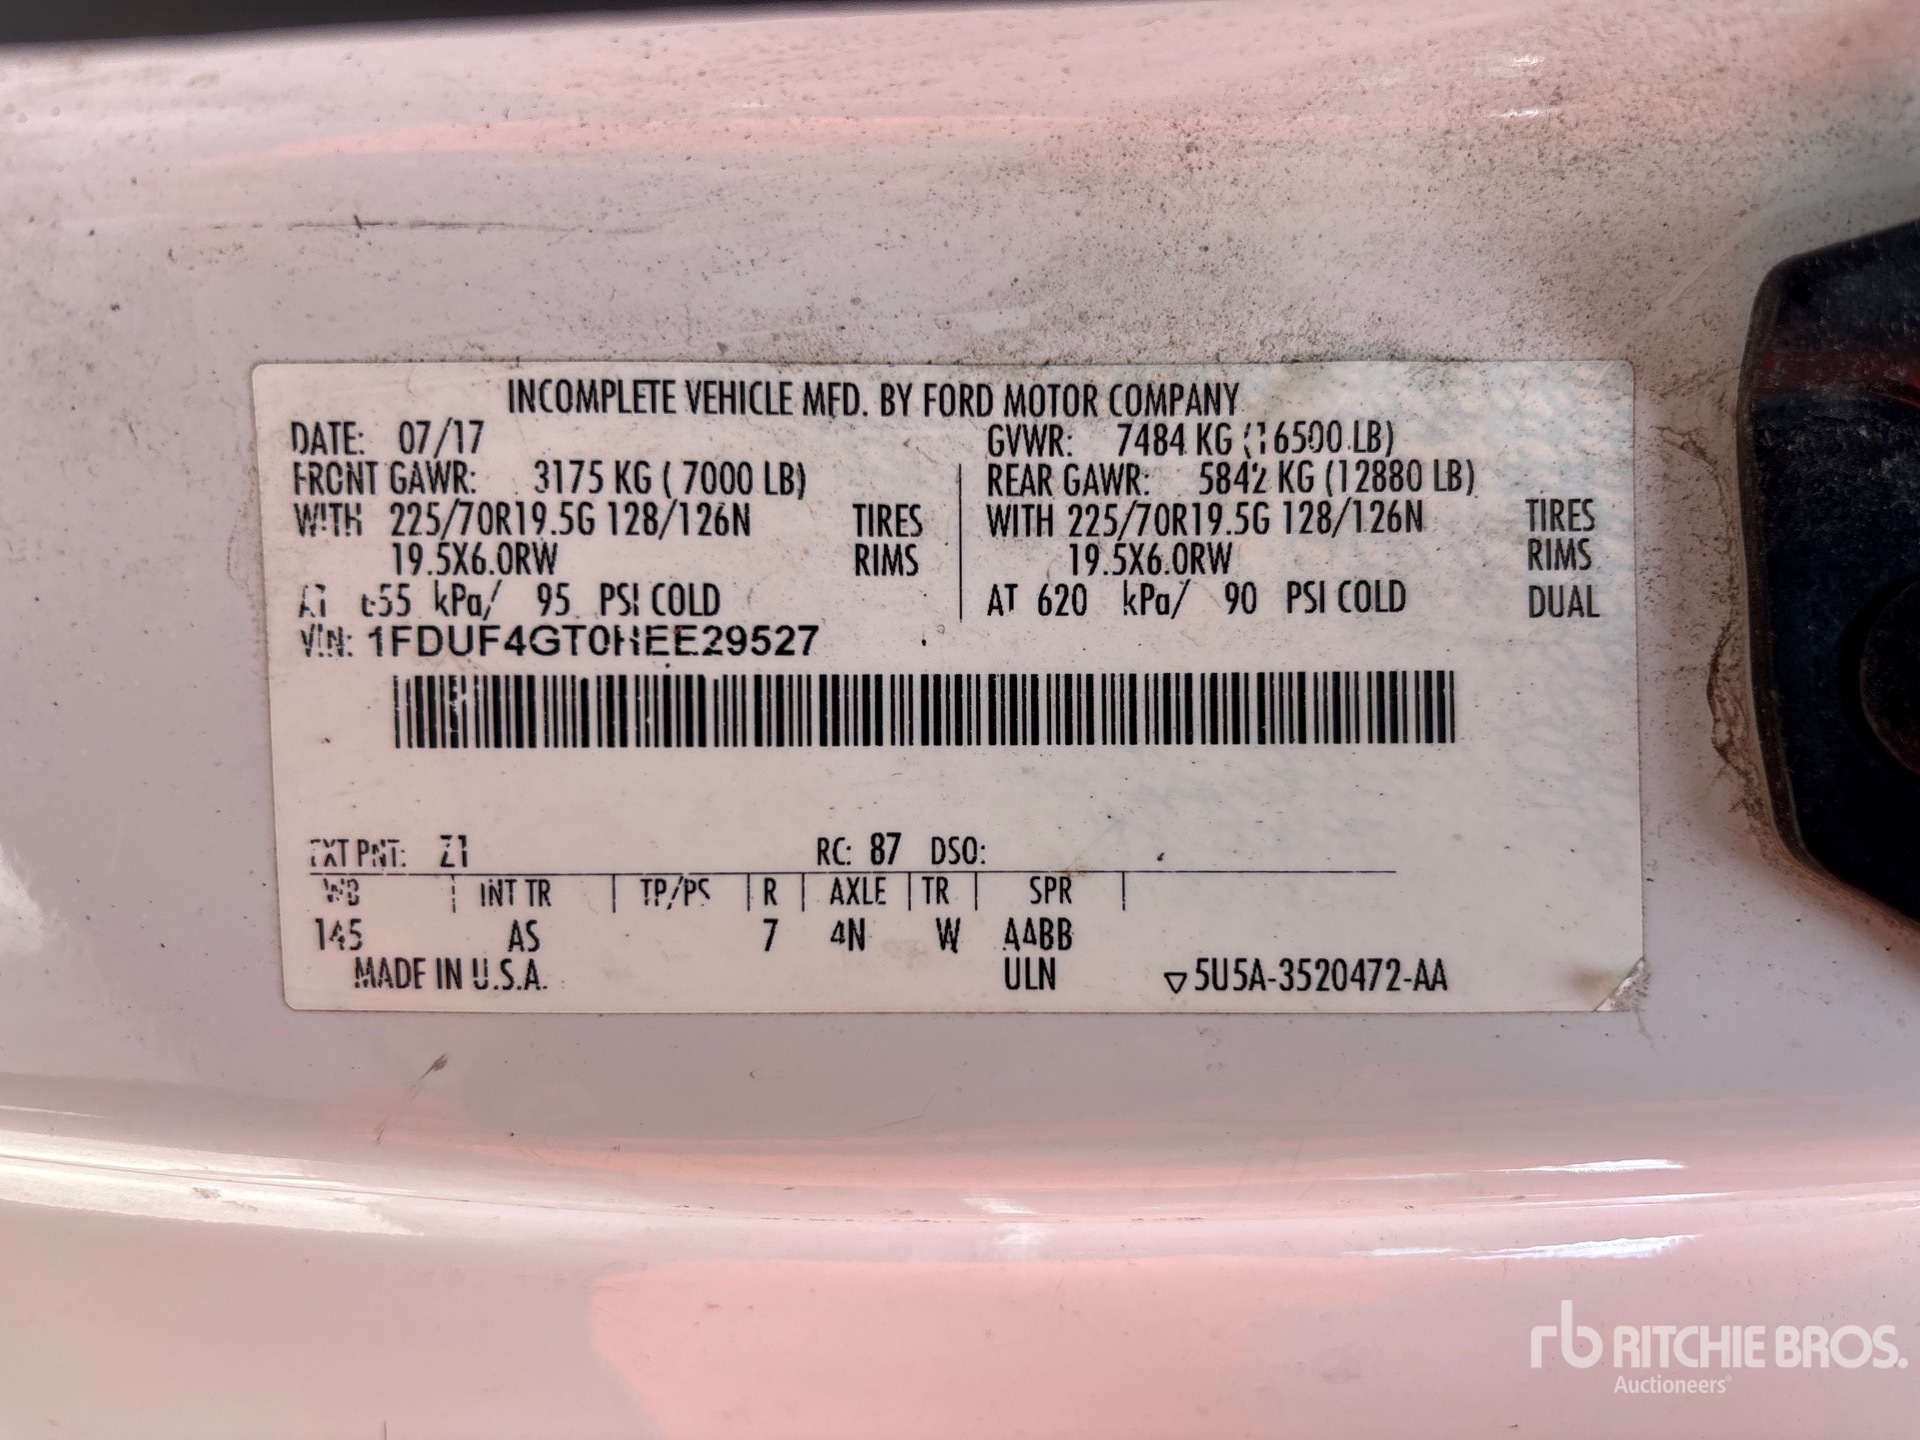 INCOMPLETE VEHICLE MFD. BY FORD MOTOR COMPANY
DATE: 07/17 GVWR: 7484 KG (16500 LB)
FRONT GAWR: 3175 KG ( 7000 LB) REAR GAWR: 5842 KG (12880 LB)
WITH 225/70R19.5G 128/126N TIRES WITH 225/70R19.5G 128/126N TIRES
19.5X6.0RW RIMS 19.5X6.0RW RIMS
AT 655 kPa/ 95 PSI COLD AT 620 kPa/ 90 PSI COLD DUAL
VIN: 1FDUF4GT0HEE29527
EXT PNT: Z1 RC: 87 DSO:
WB INT TR TP/PS R AXLE TR SPR
145 AS 7 4N W AABB
MADE IN U.S.A. ULN ▽5U5A-3520472-AA
rb RITCHIE BROS.
Auctioneers